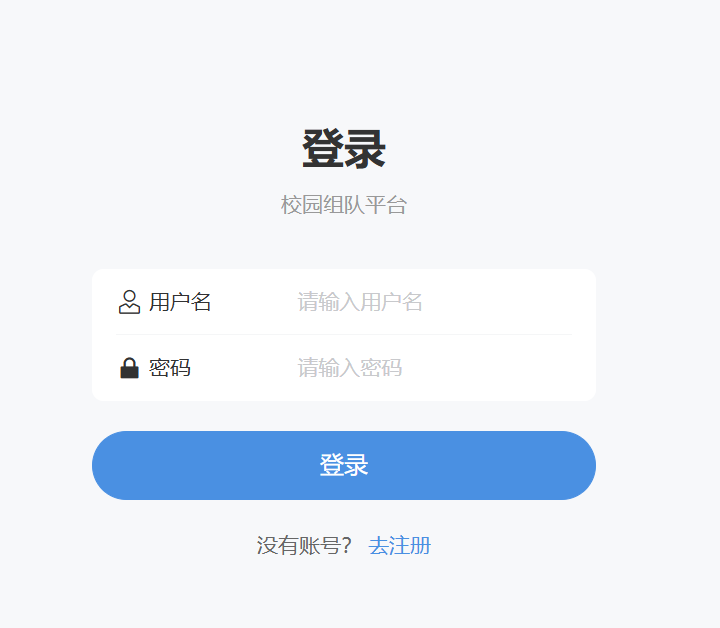 登录
校园组队平台
用户名 请输入用户名
密码 请输入密码
登录
没有账号？ 去注册